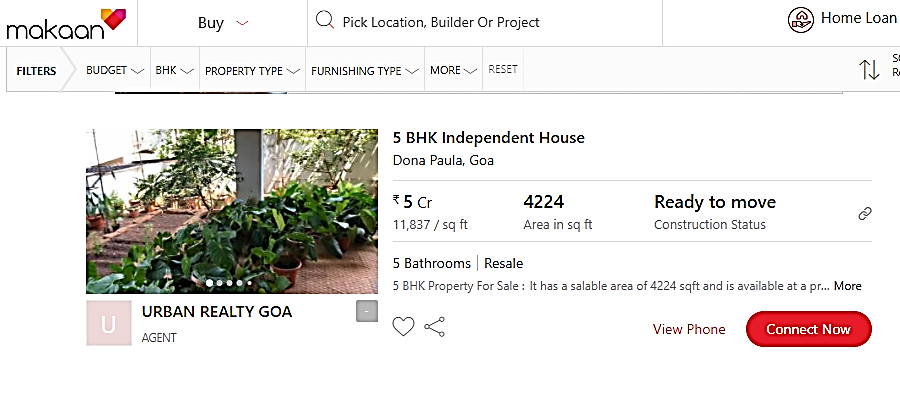 makaan
Buy
Pick Location, Builder Or Project
Home Loan
FILTERS
BUDGET
BHK
PROPERTY TYPE
FURNISHING TYPE
MORE
RESET
5 BHK Independent House
Dona Paula, Goa
₹ 5 Cr
4224
Ready to move
11,837 / sq ft
Area in sq ft
Construction Status
5 Bathrooms
Resale
5 BHK Property For Sale : It has a salable area of 4224 sqft and is available at a pr... More
U
URBAN REALTY GOA
AGENT
-
View Phone
Connect Now